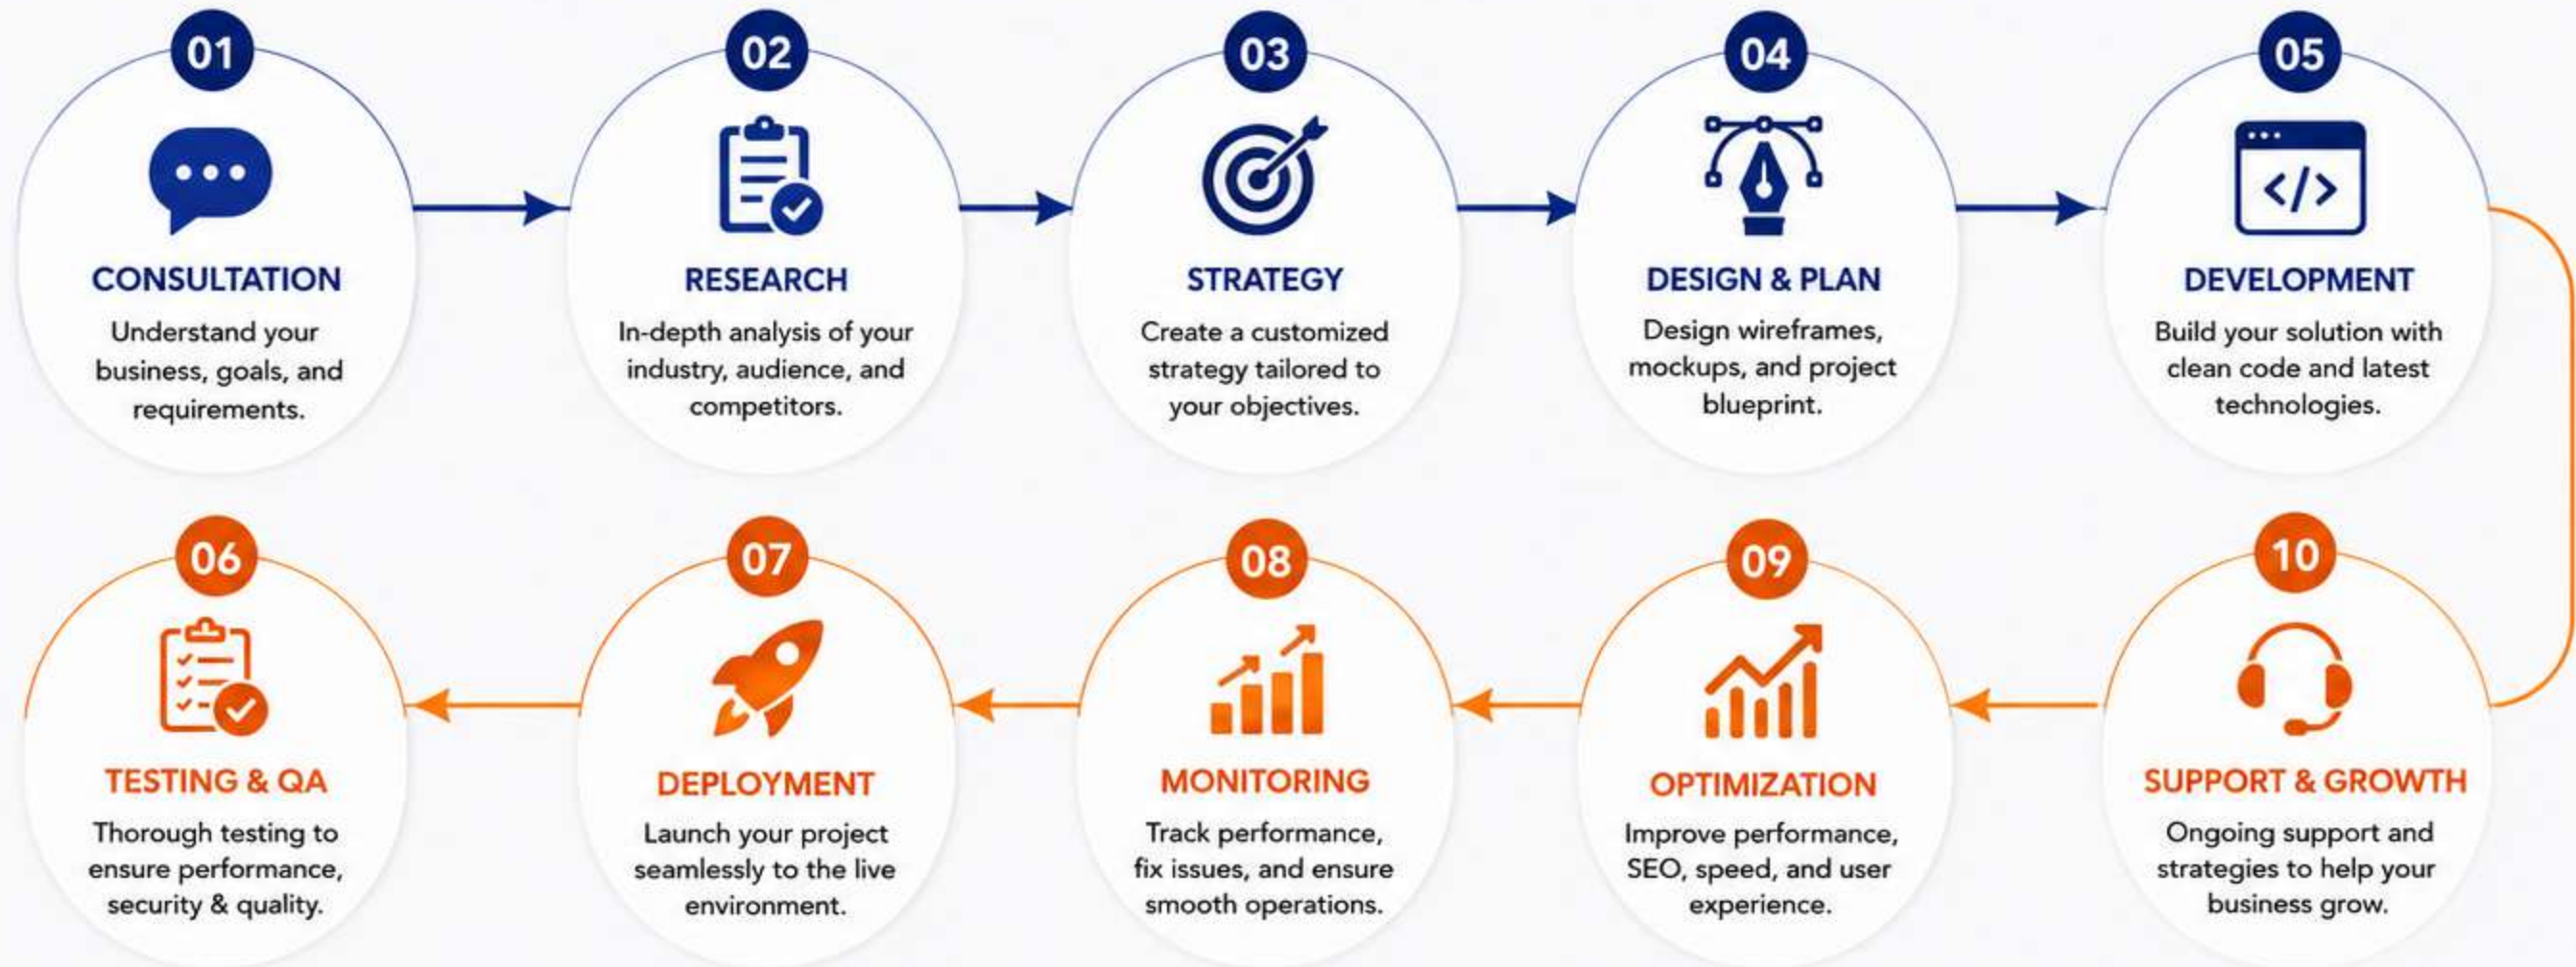 01
CONSULTATION
Understand your
business, goals, and
requirements.
02
RESEARCH
In-depth analysis of your
industry, audience, and
competitors.
03
STRATEGY
Create a customized
strategy tailored to
your objectives.
04
DESIGN & PLAN
Design wireframes,
mockups, and project
blueprint.
05
</>
DEVELOPMENT
Build your solution with
clean code and latest
technologies.
06
TESTING & QA
Thorough testing to
ensure performance,
security & quality.
07
DEPLOYMENT
Launch your project
seamlessly to the live
environment.
08
MONITORING
Track performance,
fix issues, and ensure
smooth operations.
09
OPTIMIZATION
Improve performance,
SEO, speed, and user
experience.
10
SUPPORT & GROWTH
Ongoing support and
strategies to help your
business grow.